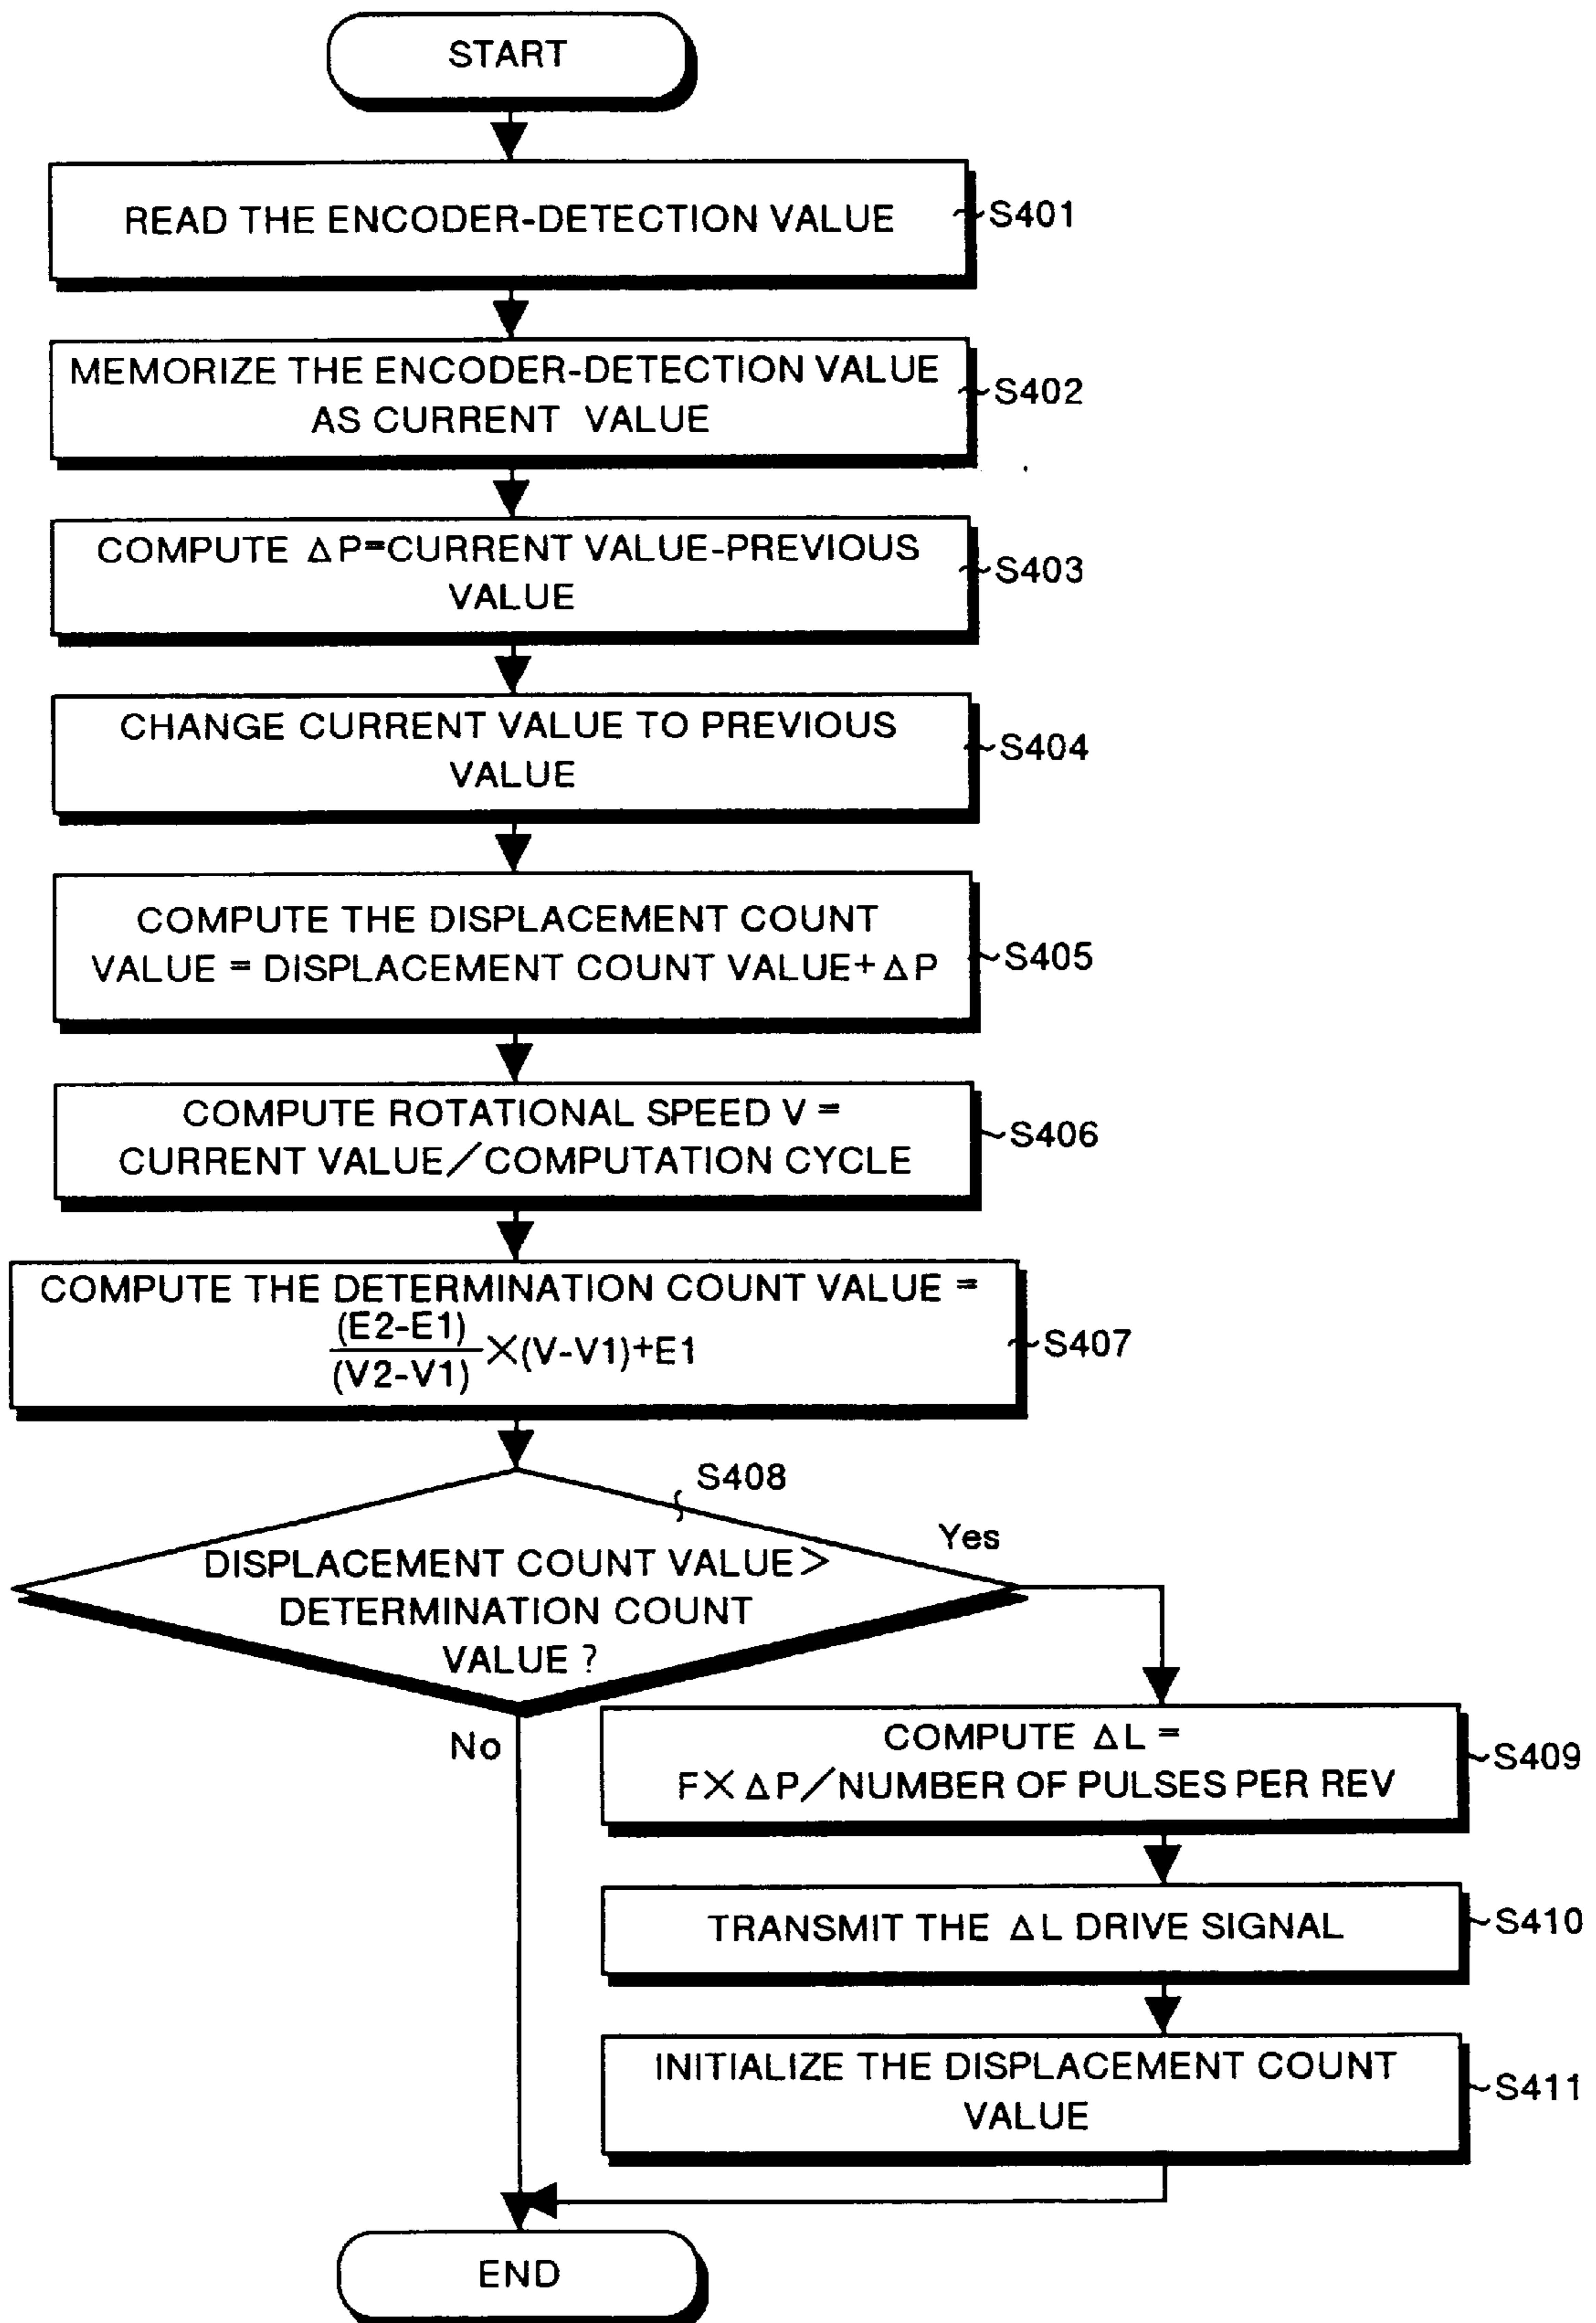 START
READ THE ENCODER-DETECTION VALUE
S401
MEMORIZE THE ENCODER-DETECTION VALUE
AS CURRENT VALUE
S402
COMPUTE ΔP=CURRENT VALUE-PREVIOUS
VALUE
S403
CHANGE CURRENT VALUE TO PREVIOUS
VALUE
S404
COMPUTE THE DISPLACEMENT COUNT
VALUE = DISPLACEMENT COUNT VALUE+ΔP
S405
COMPUTE ROTATIONAL SPEED V =
CURRENT VALUE/COMPUTATION CYCLE
S406
COMPUTE THE DETERMINATION COUNT VALUE =
(E2-E1)
(V2-V1)
×(V-V1)+E1
S407
S408
DISPLACEMENT COUNT VALUE>
DETERMINATION COUNT
VALUE ?
Yes
No
COMPUTE ΔL =
F×ΔP/NUMBER OF PULSES PER REV
S409
TRANSMIT THE ΔL DRIVE SIGNAL
S410
INITIALIZE THE DISPLACEMENT COUNT
VALUE
S411
END